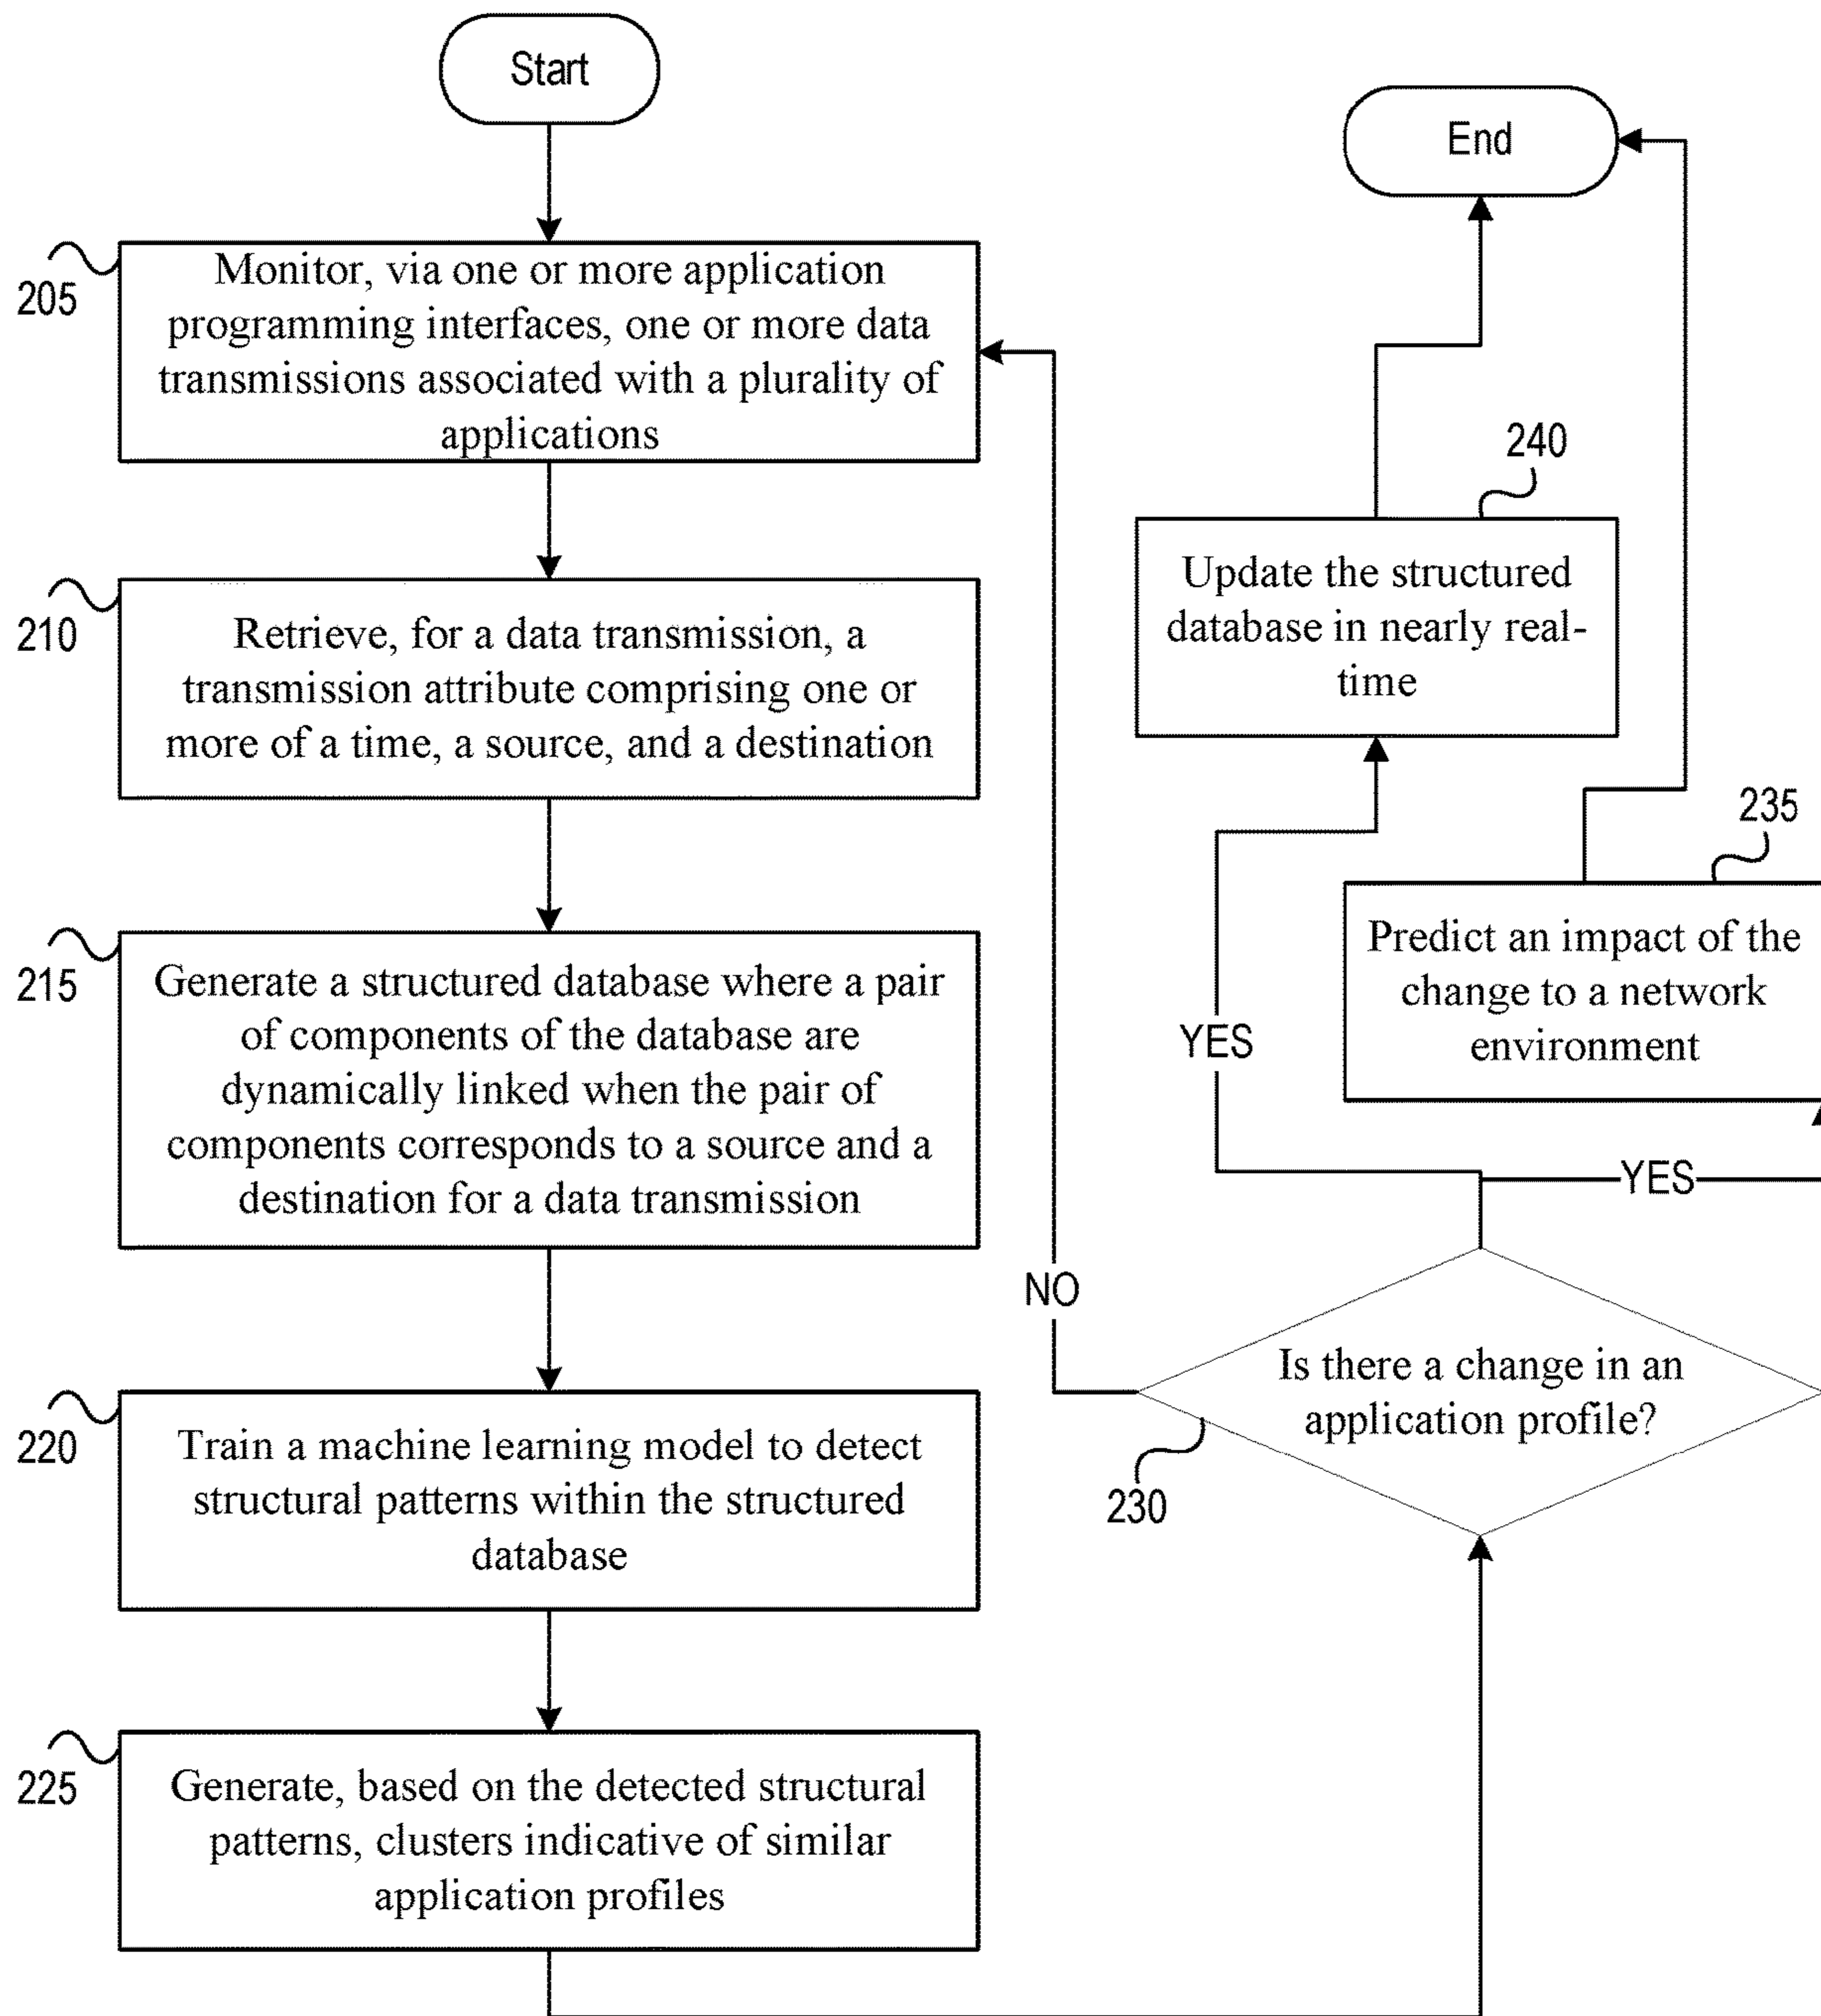 Start
205
Monitor, via one or more application
programming interfaces, one or more data
transmissions associated with a plurality of
applications
210
Retrieve, for a data transmission, a
transmission attribute comprising one or
more of a time, a source, and a destination
215
Generate a structured database where a pair
of components of the database are
dynamically linked when the pair of
components corresponds to a source and a
destination for a data transmission
220
Train a machine learning model to detect
structural patterns within the structured
database
225
Generate, based on the detected structural
patterns, clusters indicative of similar
application profiles
230
Is there a change in an
application profile?
NO
YES
YES
235
Predict an impact of the
change to a network
environment
240
Update the structured
database in nearly real-
time
End